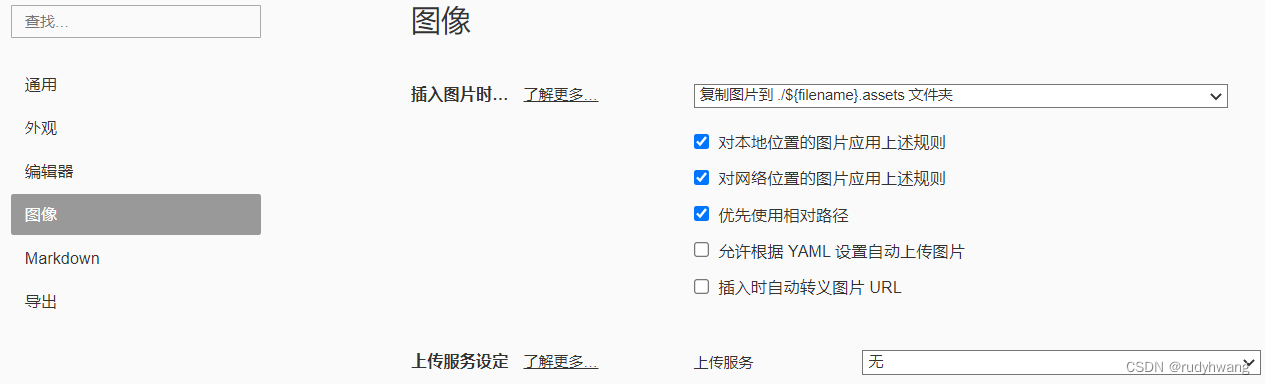 查找...
通用
外观
编辑器
图像
Markdown
导出
图像
插入图片时... 了解更多... 复制图片到 ./${filename}.assets 文件夹
对本地位置的图片应用上述规则
对网络位置的图片应用上述规则
优先使用相对路径
允许根据 YAML 设置自动上传图片
插入时自动转义图片 URL
上传服务设定 了解更多... 上传服务 无
CSDN @rudyhwang